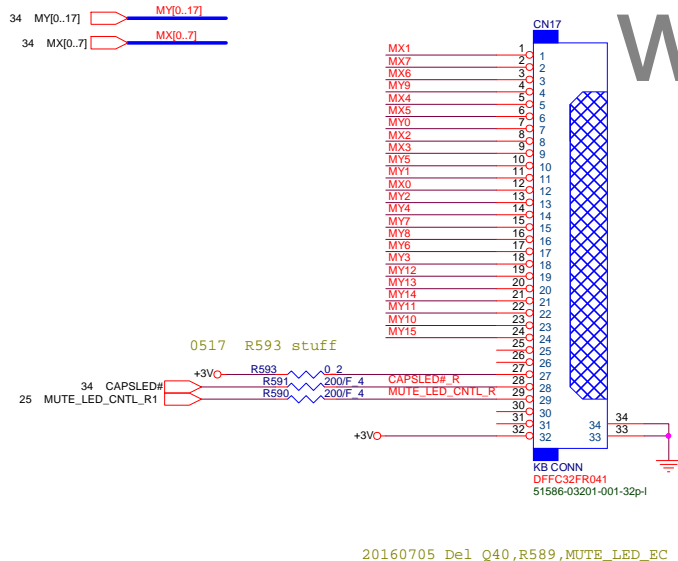 34 MY[0..17] MY[0..17]
34 MX[0..7] MX[0..7]
W
CN17
MX1 1 1
MX7 2 2
MX6 3 3
MY9 4 4
MX4 5 5
MX5 6 6
MY0 7 7
MX2 8 8
MX3 9 9
MY5 10 10
MY1 11 11
MX0 12 12
MY2 13 13
MY4 14 14
MY7 15 15
MY8 16 16
MY6 17 17
MY3 18 18
MY12 19 19
MY13 20 20
MY14 21 21
MY11 22 22
MY10 23 23
MY15 24 24
25 25
26 26
0517 R593 stuff
+3V R593 0_2 27 27
34 CAPSLED# R591 200/F_4 CAPSLED#_R 28 28
25 MUTE_LED_CNTL_R1 R590 200/F_4 MUTE_LED_CNTL_R 29 29
30 30
31 31 34 34
+3V 32 32 33 33
KB CONN
DFFC32FR041
51586-03201-001-32p-l
20160705 Del Q40,R589,MUTE_LED_EC